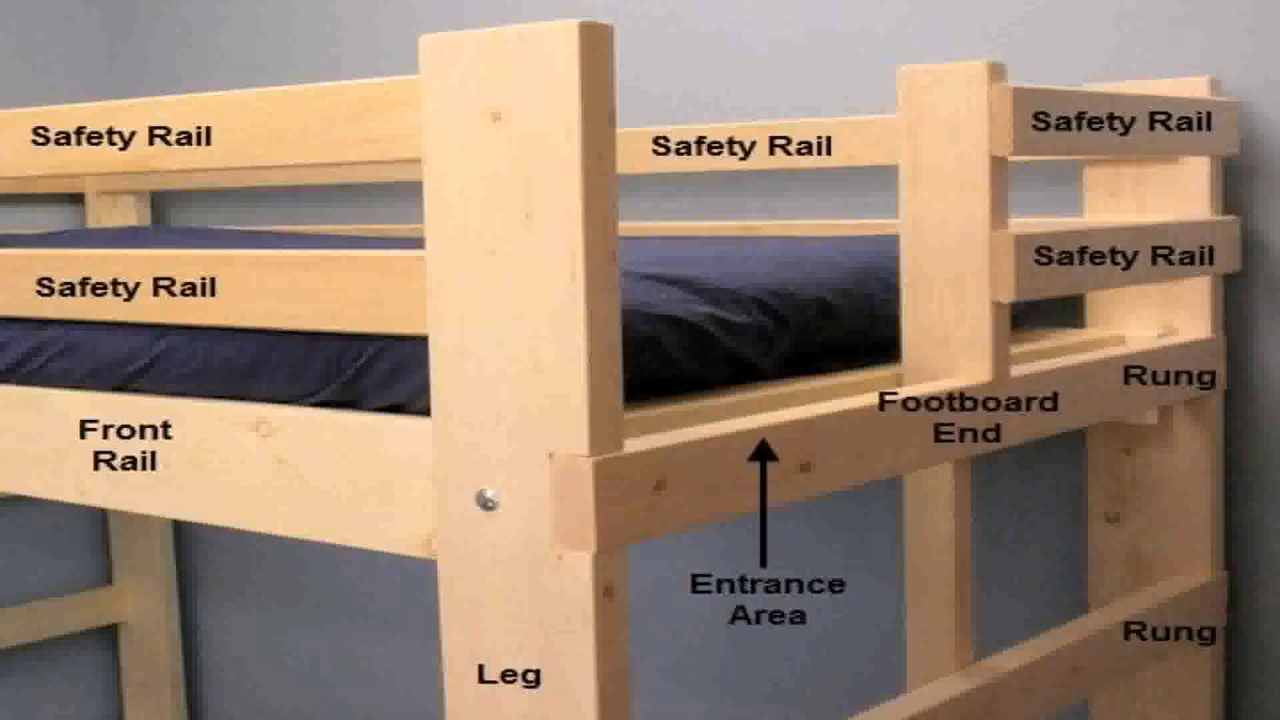 Safety Rail
Safety Rail
Safety Rail
Safety Rail
Safety Rail
Front
Rail
Rung
Footboard
End
Entrance
Area
Rung
Leg